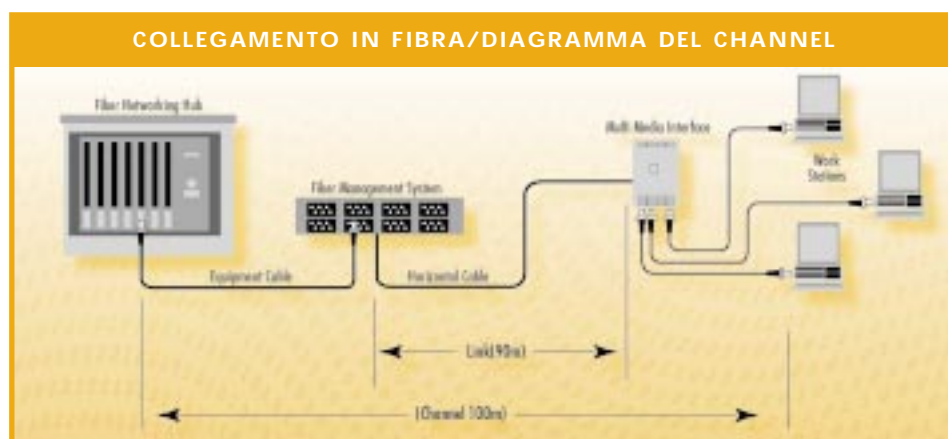 COLLEGAMENTO IN FIBRA/DIAGRAMMA DEL CHANNEL
Fiber Networking Hub
Multi Media Interface
Work
Stations
Fiber Management System
Equipment Cable
Horizontal Cable
Link(90m)
(Channel 100m)